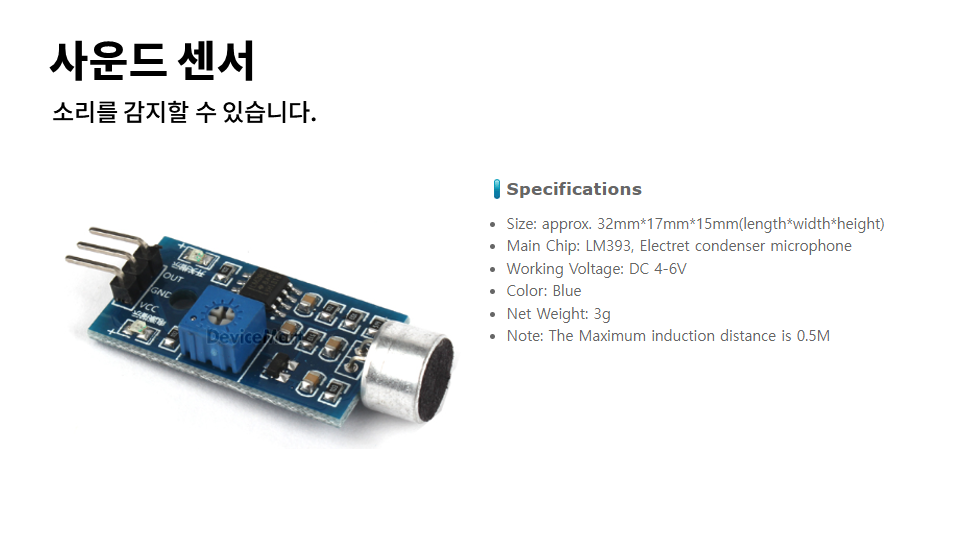 사운드 센서
소리를 감지할 수 있습니다.
Specifications
Size: approx. 32mm*17mm*15mm(length*width*height)
Main Chip: LM393, Electret condenser microphone
Working Voltage: DC 4-6V
Color: Blue
Net Weight: 3g
Note: The Maximum induction distance is 0.5M
OUT
GND
VCC
DeviceMart